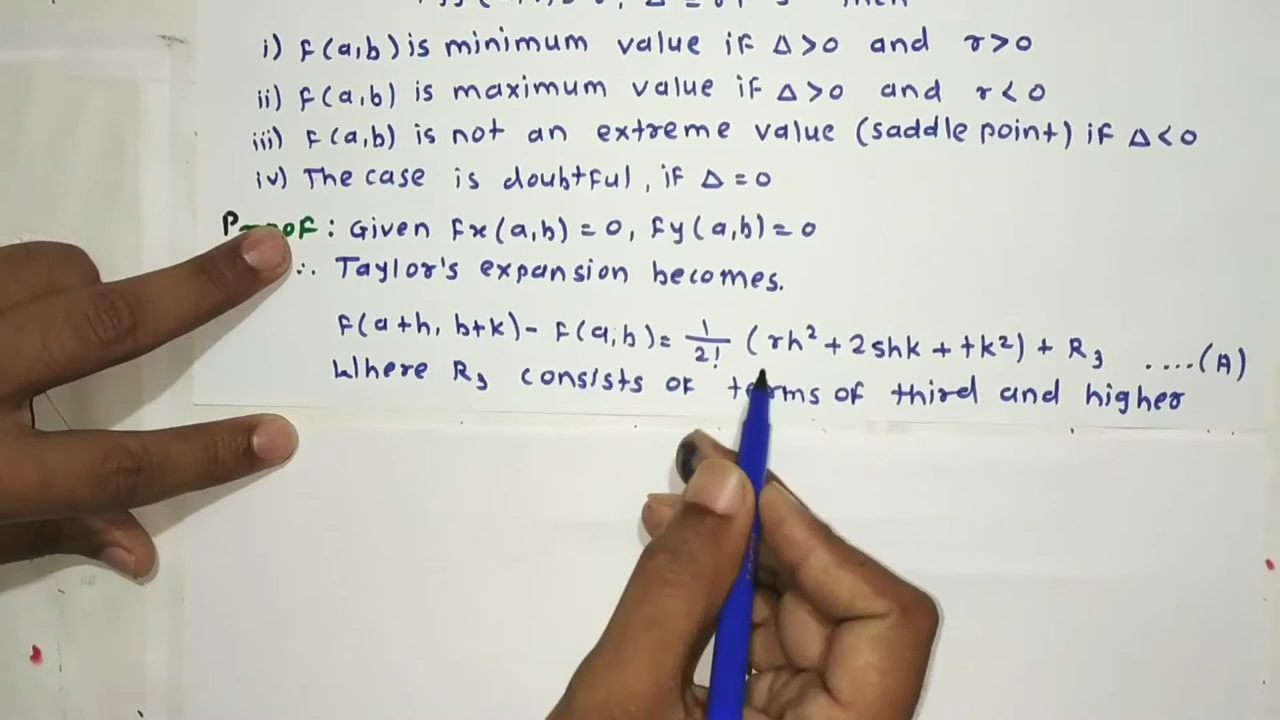 i) F(a,b) is minimum value if Δ>0 and r>0
ii) F(a,b) is maximum value if Δ>0 and r<0
iii) F(a,b) is not an extreme value (saddle point) if Δ<0
iv) The case is doubtful, if Δ=0
Proof: Given Fx(a,b)=0, Fy(a,b)=0
∴ Taylor's expansion becomes.
F(a+h, b+k)- F(a,b)= 1/2! (rh²+2shk+tk²)+R₃ ....(A)
Where R₃ consists of terms of third and higher